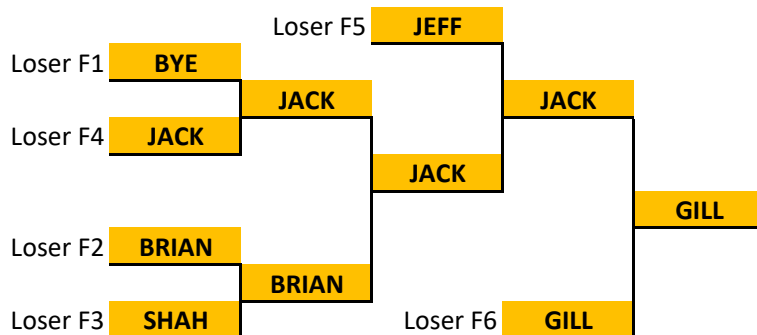 Loser F5 JEFF
Loser F1 BYE
JACK JACK
Loser F4 JACK
JACK
GILL
Loser F2 BRIAN
BRIAN
Loser F3 SHAH Loser F6 GILL